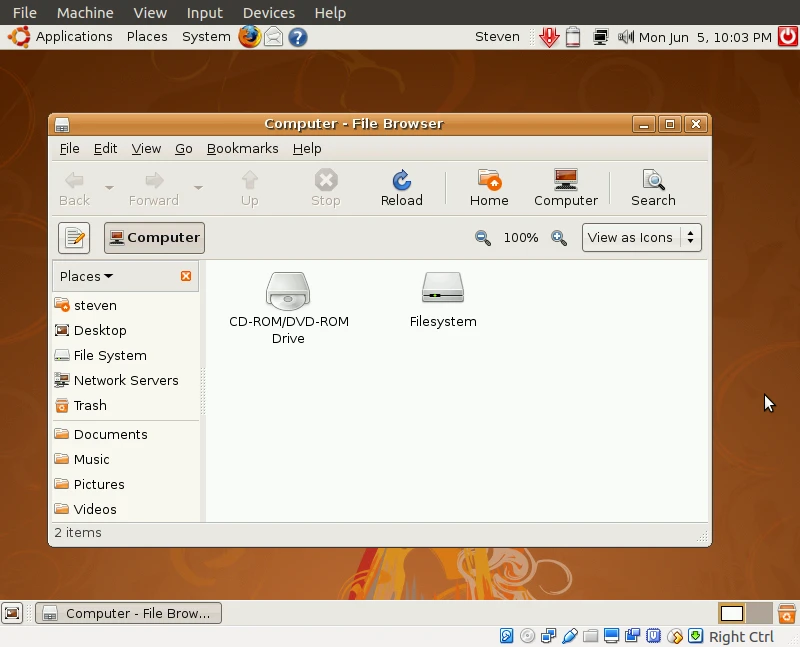 File Machine View Input Devices Help
Applications Places System Steven Mon Jun 5, 10:03 PM
Computer - File Browser
File Edit View Go Bookmarks Help
Back Forward Up Stop Reload Home Computer Search
Computer 100% View as Icons
Places
steven
Desktop
File System
Network Servers
Trash
Documents
Music
Pictures
Videos
CD-ROM/DVD-ROM
Drive
Filesystem
2 items
Computer - File Brow...
Right Ctrl